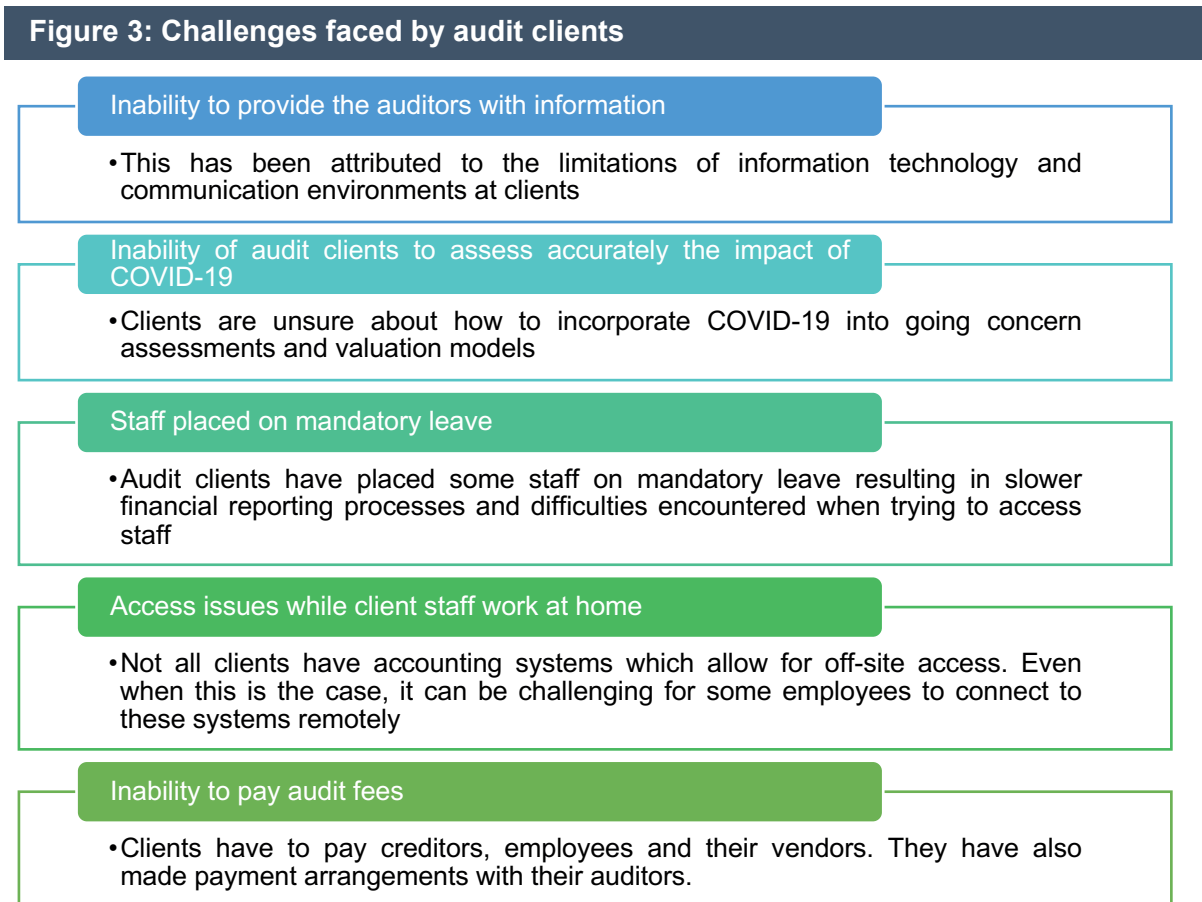 Figure 3: Challenges faced by audit clients
Inability to provide the auditors with information
•This has been attributed to the limitations of information technology and
communication environments at clients
Inability of audit clients to assess accurately the impact of
COVID-19
•Clients are unsure about how to incorporate COVID-19 into going concern
assessments and valuation models
Staff placed on mandatory leave
•Audit clients have placed some staff on mandatory leave resulting in slower
financial reporting processes and difficulties encountered when trying to access
staff
Access issues while client staff work at home
•Not all clients have accounting systems which allow for off-site access. Even
when this is the case, it can be challenging for some employees to connect to
these systems remotely
Inability to pay audit fees
•Clients have to pay creditors, employees and their vendors. They have also
made payment arrangements with their auditors.